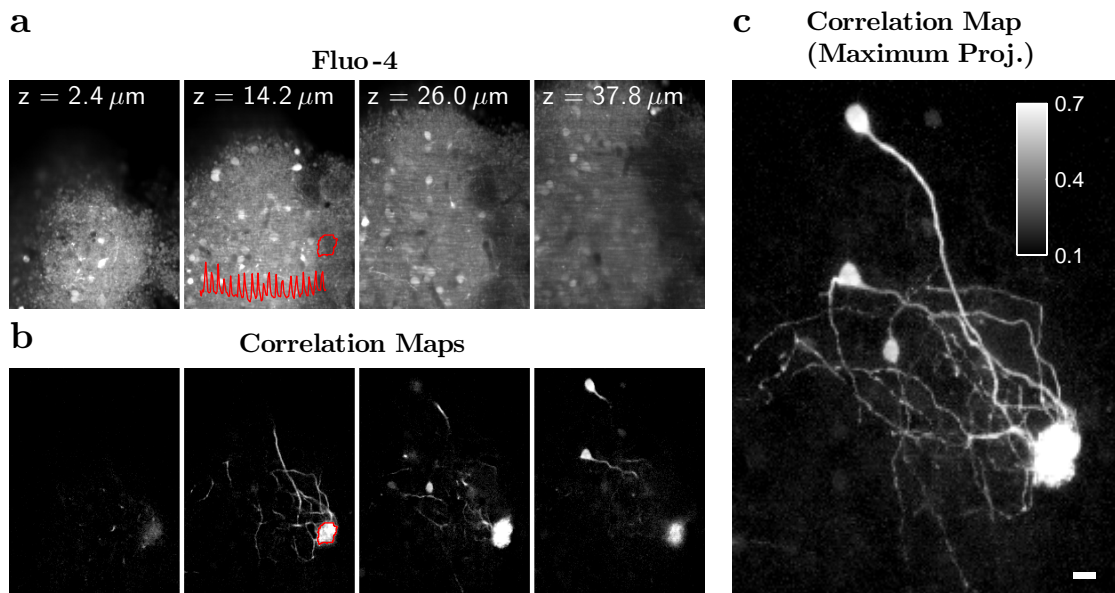 a
Fluo-4
z = 2.4 μm
z = 14.2 μm
z = 26.0 μm
z = 37.8 μm
b
Correlation Maps
c
Correlation Map
(Maximum Proj.)
0.7
0.4
0.1